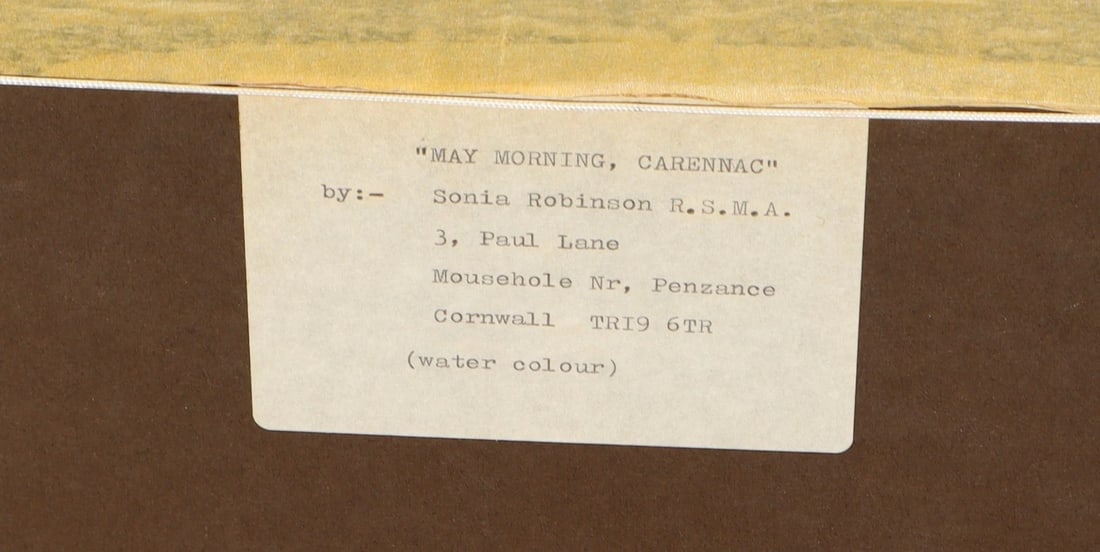 "MAY MORNING, CARENNAC"
by:- Sonia Robinson R.S.M.A.
3, Paul Lane
Mousehole Nr, Penzance
Cornwall TRI9 6TR
(water colour)